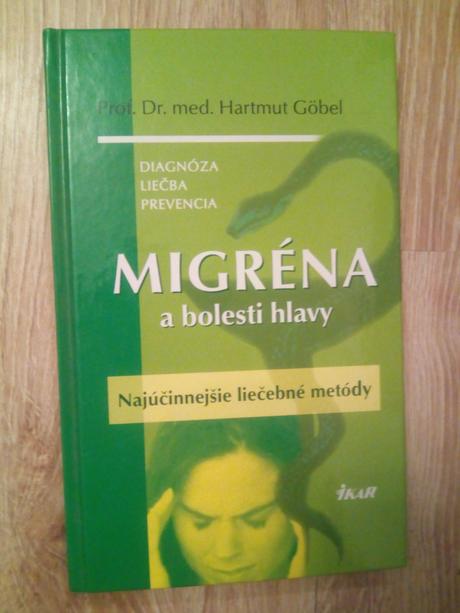 Prof. Dr. med. Hartmut Göbel
DIAGNÓZA
LIEČBA
PREVENCIA
MIGRÉNA
a bolesti hlavy
Najúčinnejšie liečebné metódy
IKAR